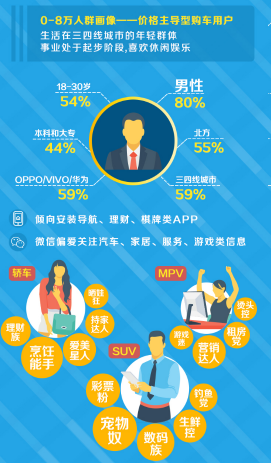 0-8万人群画像——价格主导型购车用户
生活在三四线城市的年轻群体
事业处于起步阶段,喜欢休闲娱乐
18-30岁
54%
男性
80%
本科和大专
44%
北方
55%
OPPO/VIVO/华为
59%
三四线城市
59%
倾向安装导航、理财、棋牌类APP
微信偏爱关注汽车、家居、服务、游戏类信息
轿车
晒娃
狂
持家
达人
理财
族
爱美
星人
烹饪
能手
MPV
剁头
控
租房
党
游戏
营销
达人
SUV
彩票
粉
钓鱼
党
宠物
奴
数码
族
生鲜
控